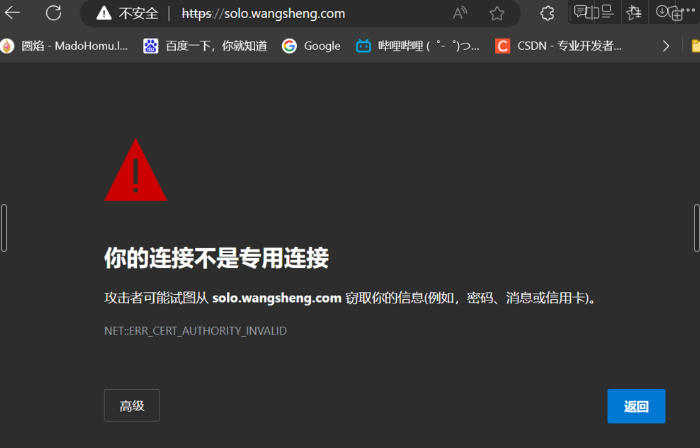 不安全 https://solo.wangsheng.com
圆焰 - MadoHomu.l... 百度一下，你就知道 Google 哔哩哔哩 (゜-゜)つ... CSDN - 专业开发者...
你的连接不是专用连接
攻击者可能试图从 solo.wangsheng.com 窃取你的信息(例如，密码、消息或信用卡)。
NET::ERR_CERT_AUTHORITY_INVALID
高级 返回